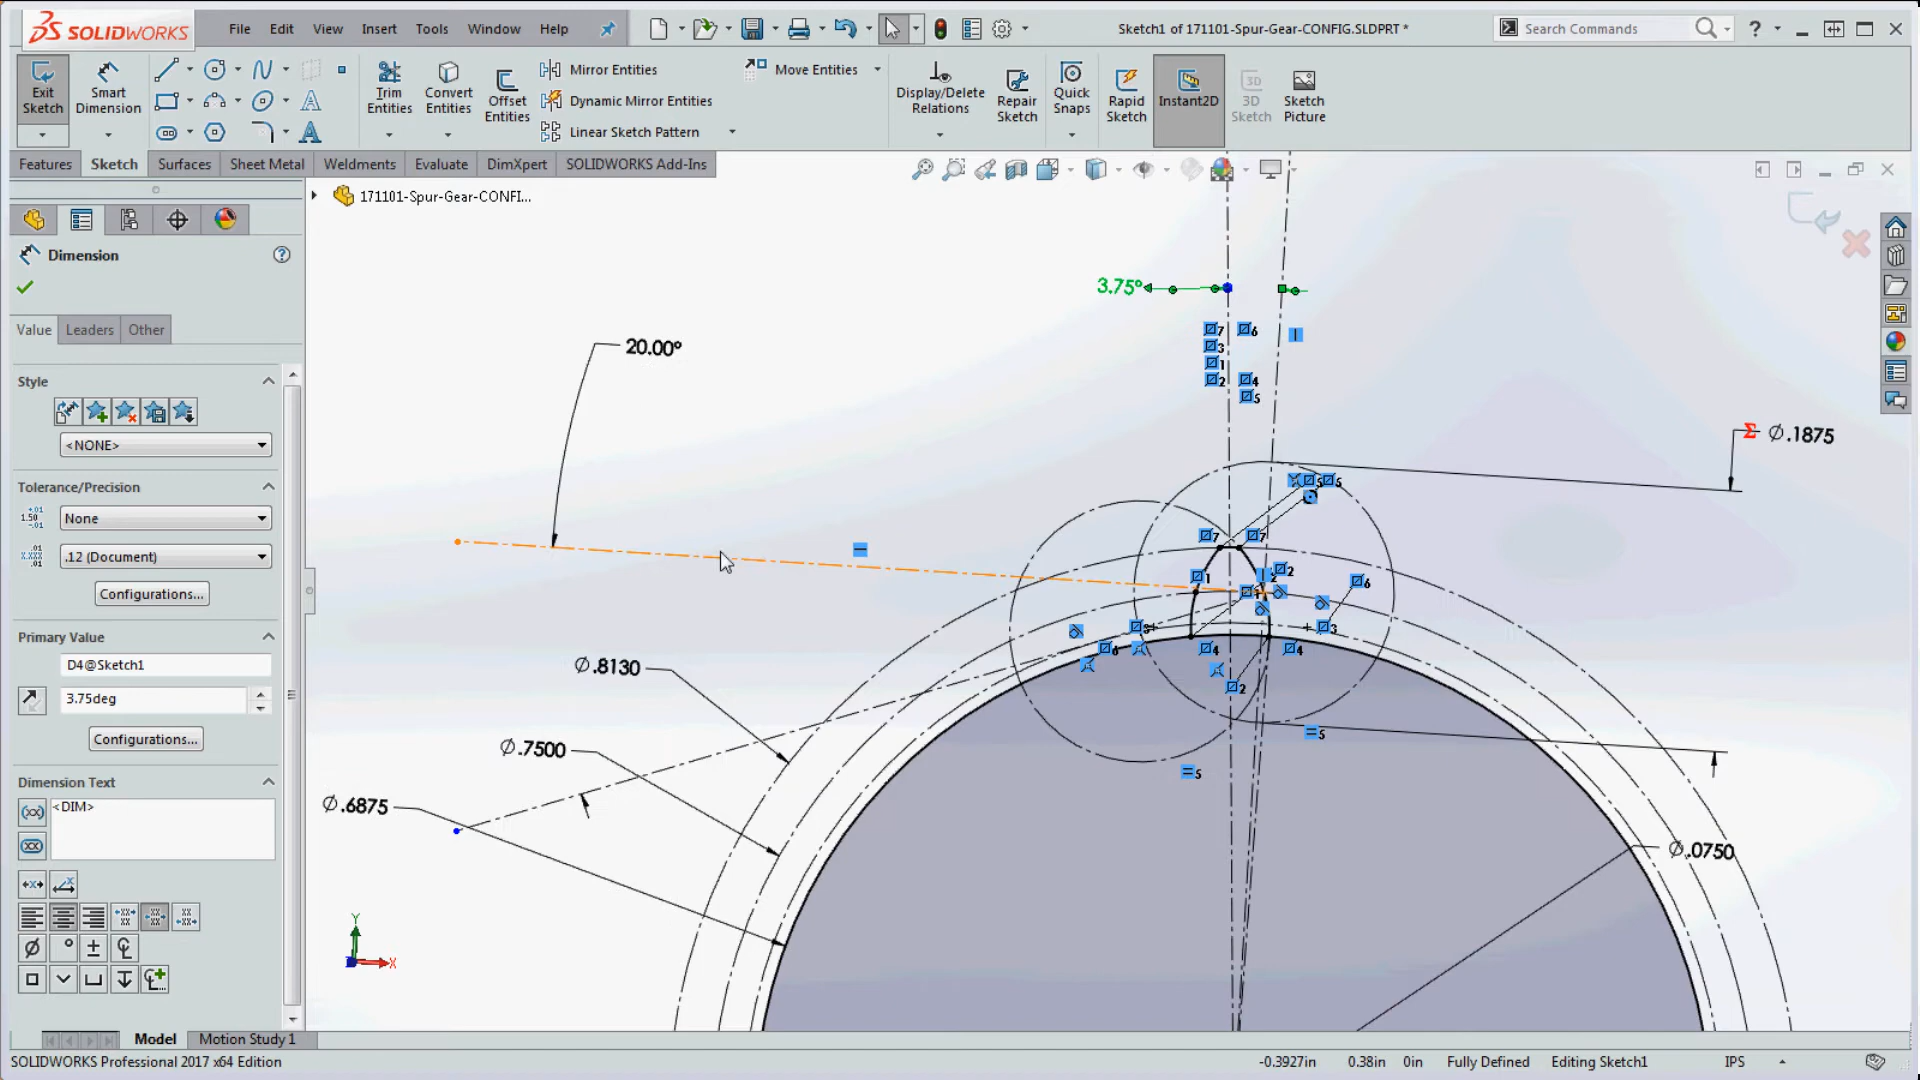 SOLIDWORKS
File Edit View Insert Tools Window Help
Sketch1 of 171101-Spur-Gear-CONFIG.SLDPRT *
Search Commands
Exit Sketch
Smart Dimension
Trim Entities
Convert Entities
Offset Entities
Mirror Entities
Dynamic Mirror Entities
Linear Sketch Pattern
Move Entities
Display/Delete Relations
Repair Sketch
Quick Snaps
Rapid Sketch
Instant2D
3D Sketch
Sketch Picture
Features Sketch Surfaces Sheet Metal Weldments Evaluate DimXpert SOLIDWORKS Add-Ins
171101-Spur-Gear-CONFI...
Dimension
Value Leaders Other
Style
<NONE>
Tolerance/Precision
None
.12 (Document)
Configurations...
Primary Value
D4@Sketch1
3.75deg
Configurations...
Dimension Text
<DIM>
3.75°
20.00°
Ø.1875
Ø.8130
Ø.7500
Ø.6875
Ø.0750
Y
X
Model Motion Study 1
SOLIDWORKS Professional 2017 x64 Edition
-0.3927in 0.38in 0in Fully Defined Editing Sketch1 IPS